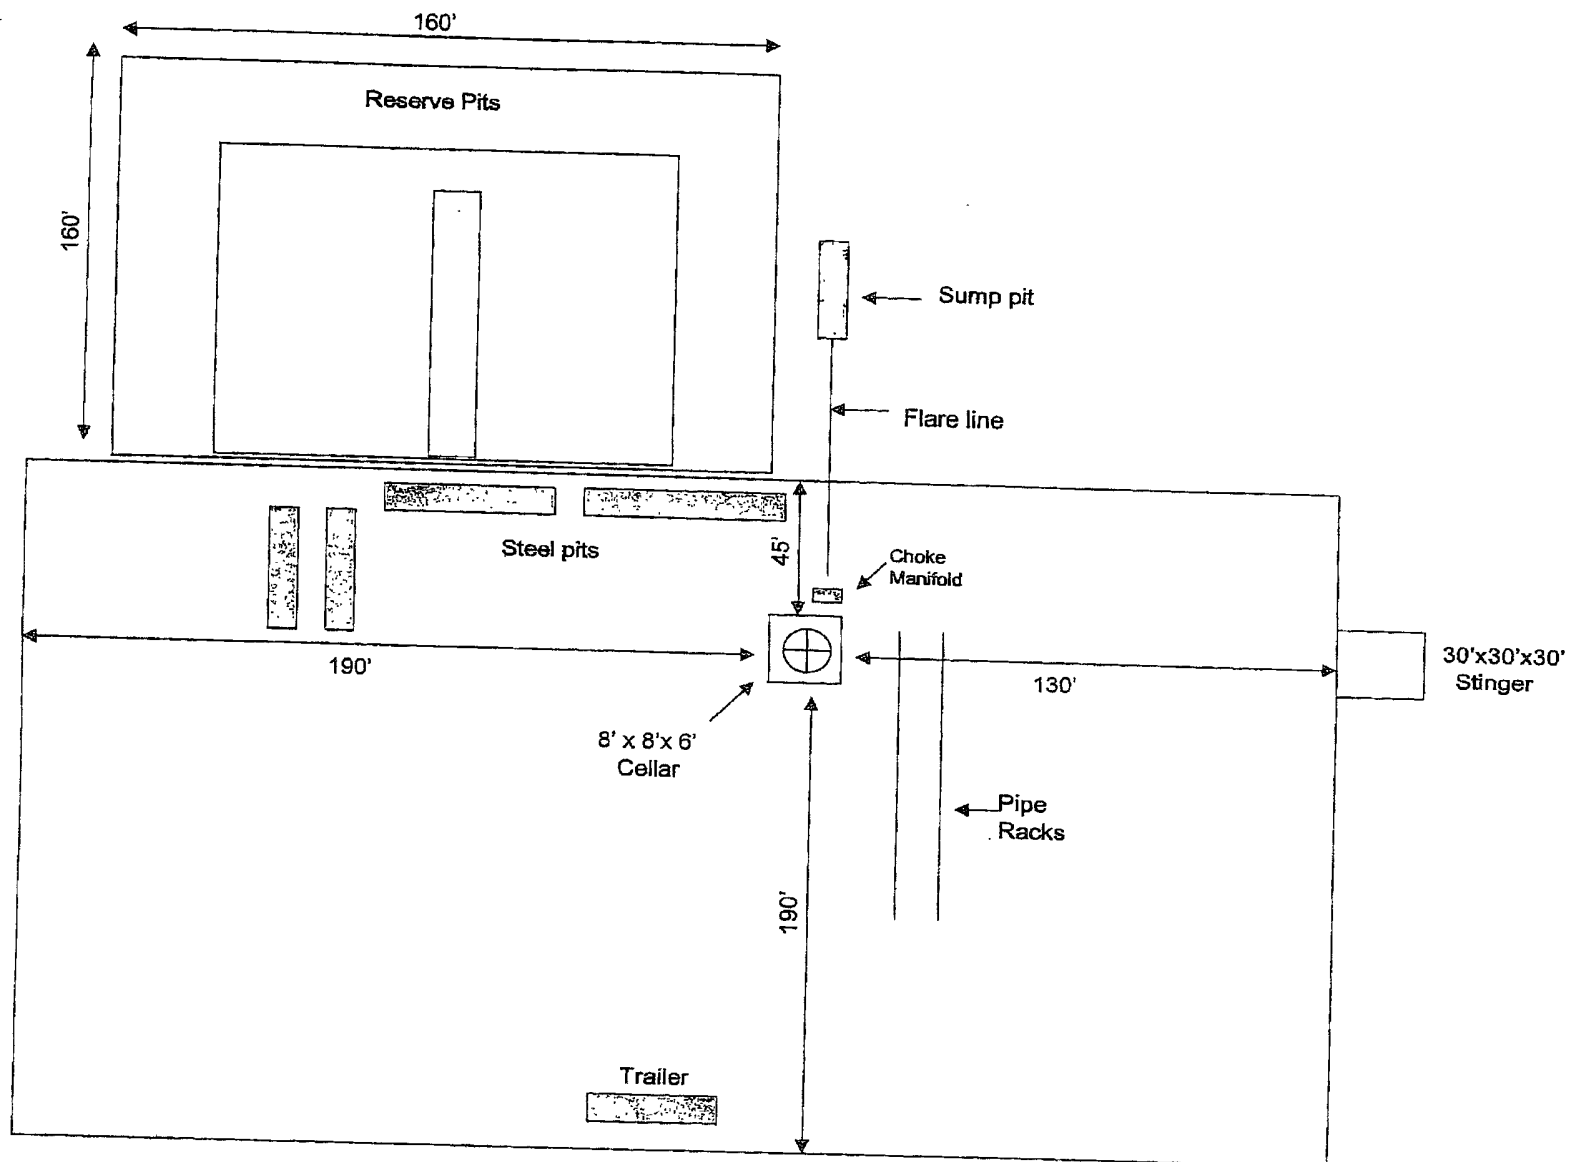 160'
Reserve Pits
160'
Sump pit
Flare line
Steel pits
45'
Choke
Manifold
190'
130'
30'x30'x30'
Stinger
8' x 8'x 6'
Cellar
Pipe
Racks
190'
Trailer